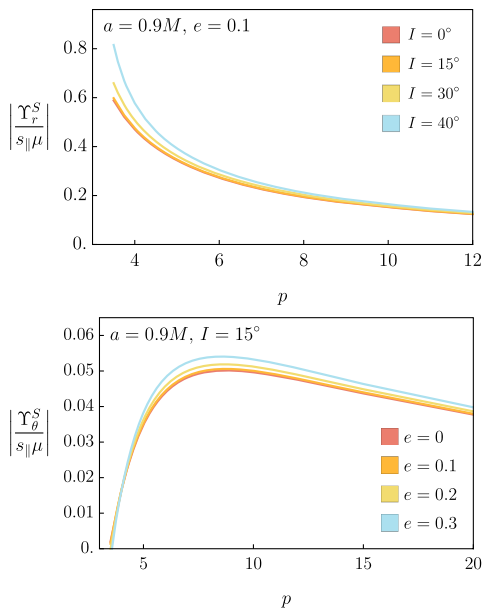 a = 0.9M, e = 0.1
I = 0°
I = 15°
I = 30°
I = 40°
|Υ_r^S / s_∥μ|
0.8
0.6
0.4
0.2
0.
4 6 8 10 12
p
a = 0.9M, I = 15°
|Υ_θ^S / s_∥μ|
0.06
0.05
0.04
0.03
0.02
0.01
0.
e = 0
e = 0.1
e = 0.2
e = 0.3
5 10 15 20
p